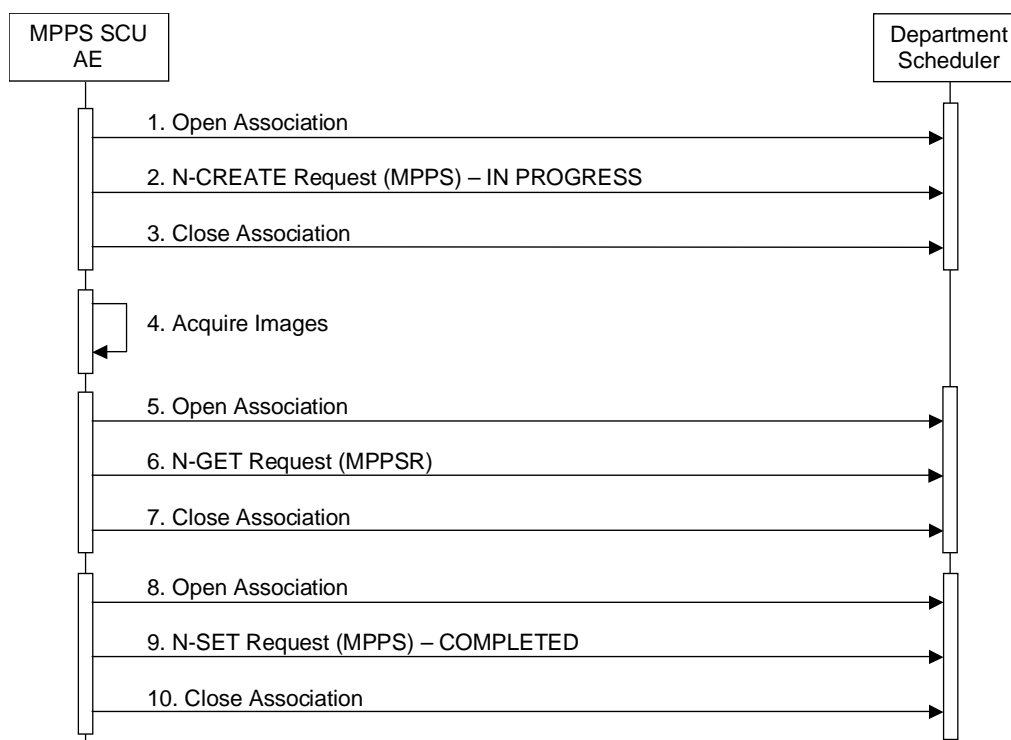 MPPS SCU
AE
Department
Scheduler
1. Open Association
2. N-CREATE Request (MPPS) – IN PROGRESS
3. Close Association
4. Acquire Images
5. Open Association
6. N-GET Request (MPPSR)
7. Close Association
8. Open Association
9. N-SET Request (MPPS) – COMPLETED
10. Close Association